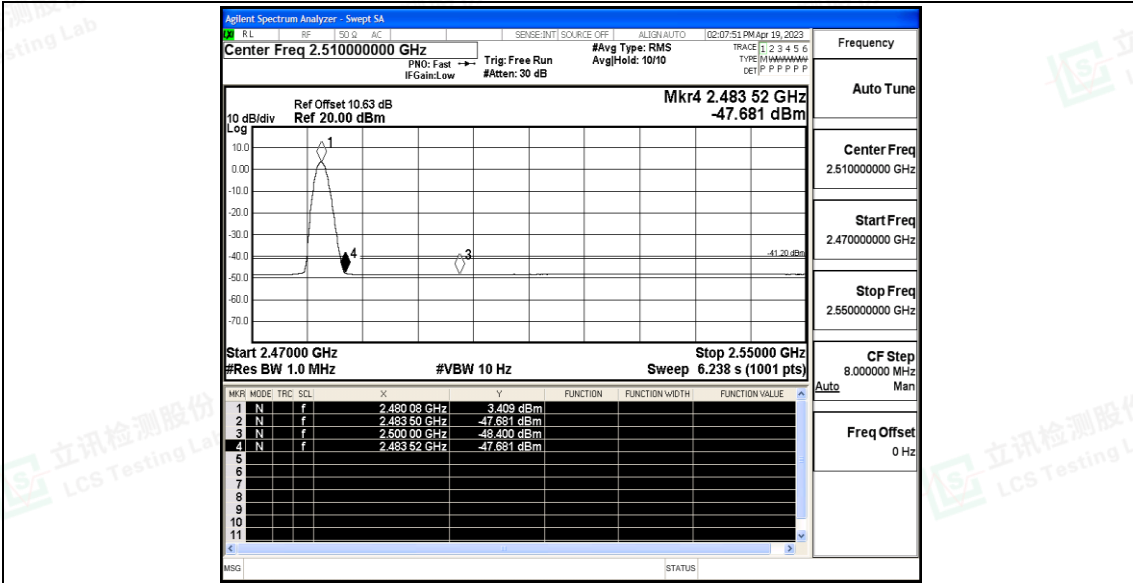 Agilent Spectrum Analyzer - Swept SA
LXI RL RF 50 Ω AC SENSE:INT SOURCE OFF ALIGN AUTO 02:07:51 PM Apr 19, 2023
Center Freq 2.510000000 GHz
#Avg Type: RMS
TRACE 1 2 3 4 5 6
PNO: Fast
Trig: Free Run
Avg|Hold: 10/10
TYPE M WWWWW
IFGain:Low
#Atten: 30 dB
DET P P P P P P
Mkr4 2.483 52 GHz
Ref Offset 10.63 dB
-47.681 dBm
10 dB/div Ref 20.00 dBm
Log
1
10.0
0.00
-10.0
-20.0
-30.0
4
3
-41.20 dBm
-40.0
-50.0
-60.0
-70.0
Start 2.47000 GHz Stop 2.55000 GHz
#Res BW 1.0 MHz #VBW 10 Hz Sweep 6.238 s (1001 pts)
MKR MODE TRC SCL X Y FUNCTION FUNCTION WIDTH FUNCTION VALUE
1 N f 2.480 08 GHz 3.409 dBm
2 N f 2.483 50 GHz -47.681 dBm
3 N f 2.500 00 GHz -48.400 dBm
4 N f 2.483 52 GHz -47.681 dBm
5
6
7
8
9
10
11
MSG STATUS
Frequency
Auto Tune
Center Freq
2.510000000 GHz
Start Freq
2.470000000 GHz
Stop Freq
2.550000000 GHz
CF Step
8.000000 MHz
Auto Man
Freq Offset
0 Hz
立讯检测股份
LCS Testing Lab
立讯检测股份
LCS Testing L